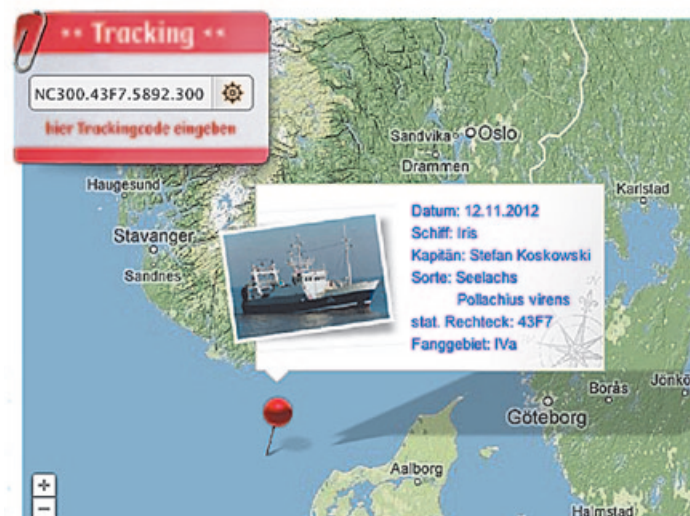 •• Tracking ••
NC300.43F7.5892.300
hier Trackingcode eingeben
Sandvika
Oslo
Drammen
Haugesund
Karlstad
Stavanger
Sandnes
Datum: 12.11.2012
Schiff: Iris
Kapitän: Stefan Koskowski
Sorte: Seelachs
Pollachius virens
stat. Rechteck: 43F7
Fanggebiet: IVa
Borås
Jönkö
Göteborg
Aalborg
Halmstad
+
−